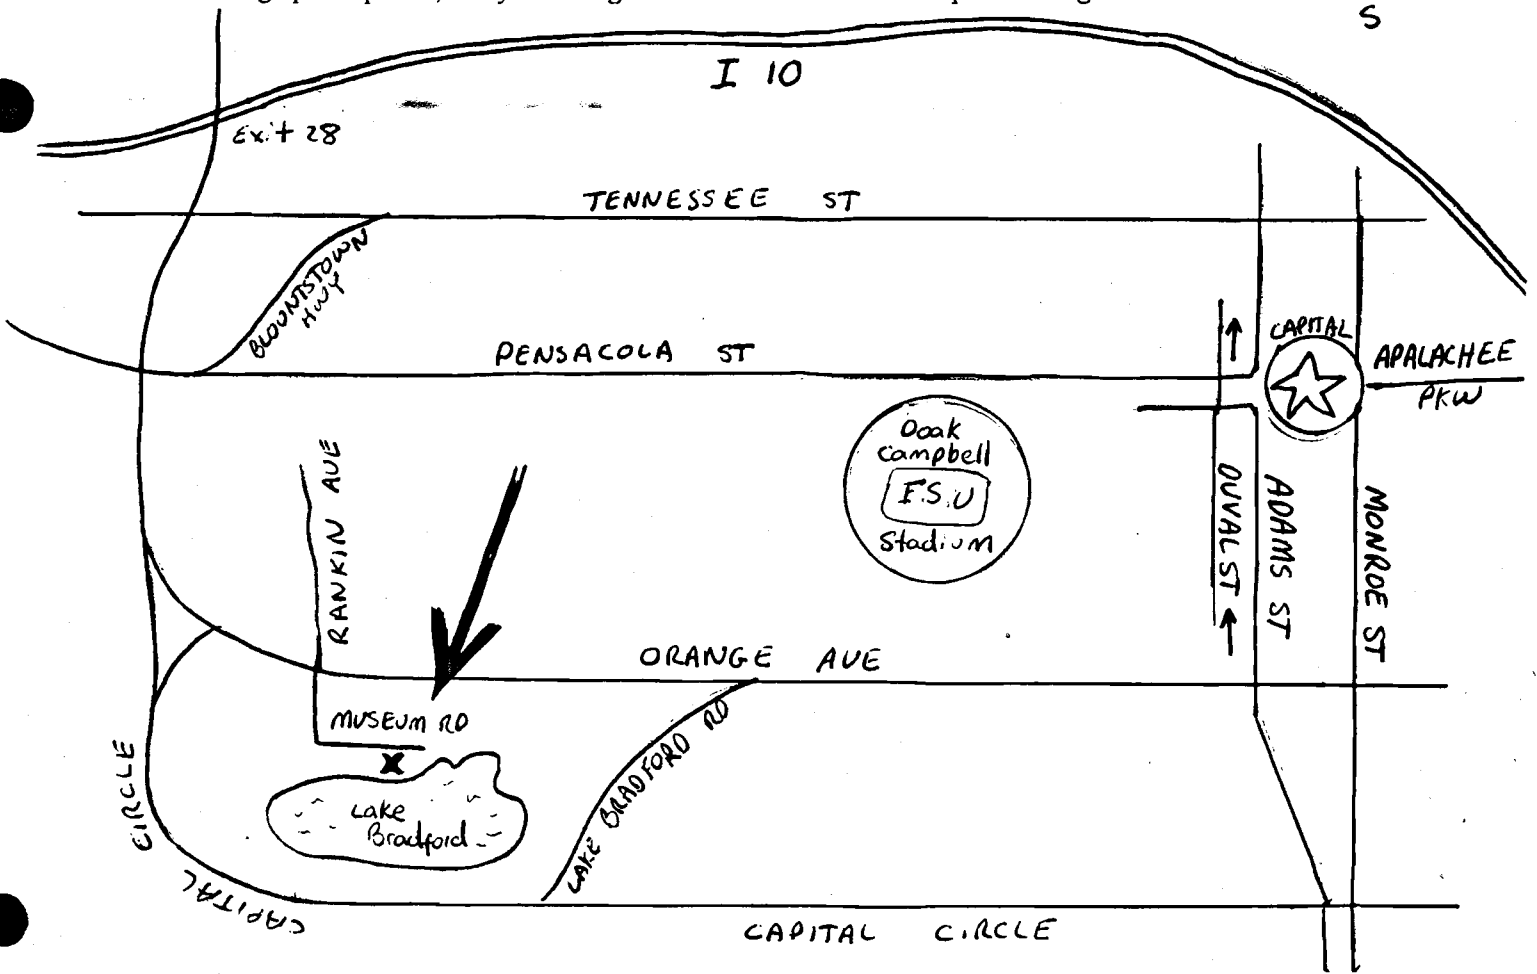 S
I 10
Exit 28
TENNESSEE ST
BLOUNTSTOWN
HWY
PENSACOLA ST
CAPITAL
APALACHEE
PKW
Doak
Campbell
F.S.U
Stadium
RANKIN AVE
DUVAL ST
ADAMS ST
MONROE ST
ORANGE AVE
MUSEUM RD
X
LAKE BRADFORD RD
Lake
Bradford
CAPITAL CIRCLE
CAPITAL CIRCLE